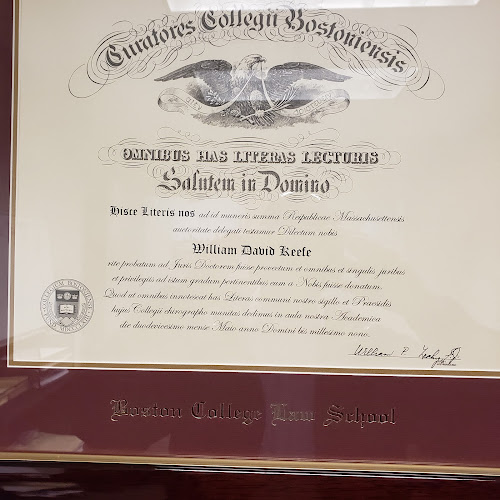 Curatores Collegii Bostoniensis
OMNIBUS HAS LITERAS LECTURIS
Salutem in Domino
Hisce Literis nos ad id muneris summa Reipublicae Massachusettensis
auctoritate delegati testamur Dilectum nobis
William David Keefe
rite probatum ad Juris Doctorem fuisse provectum et omnibus et singulis juribus
et privilegiis ad istum gradum pertinentibus eum a Nobis fuisse donatum.
Quod ut omnibus innotescat has Literas communi nostro sigillo et Praesidis
hujus Collegii chirographo munitas dedimus in aula nostra Academica
die duodevicesimo mense Maio anno Domini bis millesimo nono.
William P.
Boston College Law School